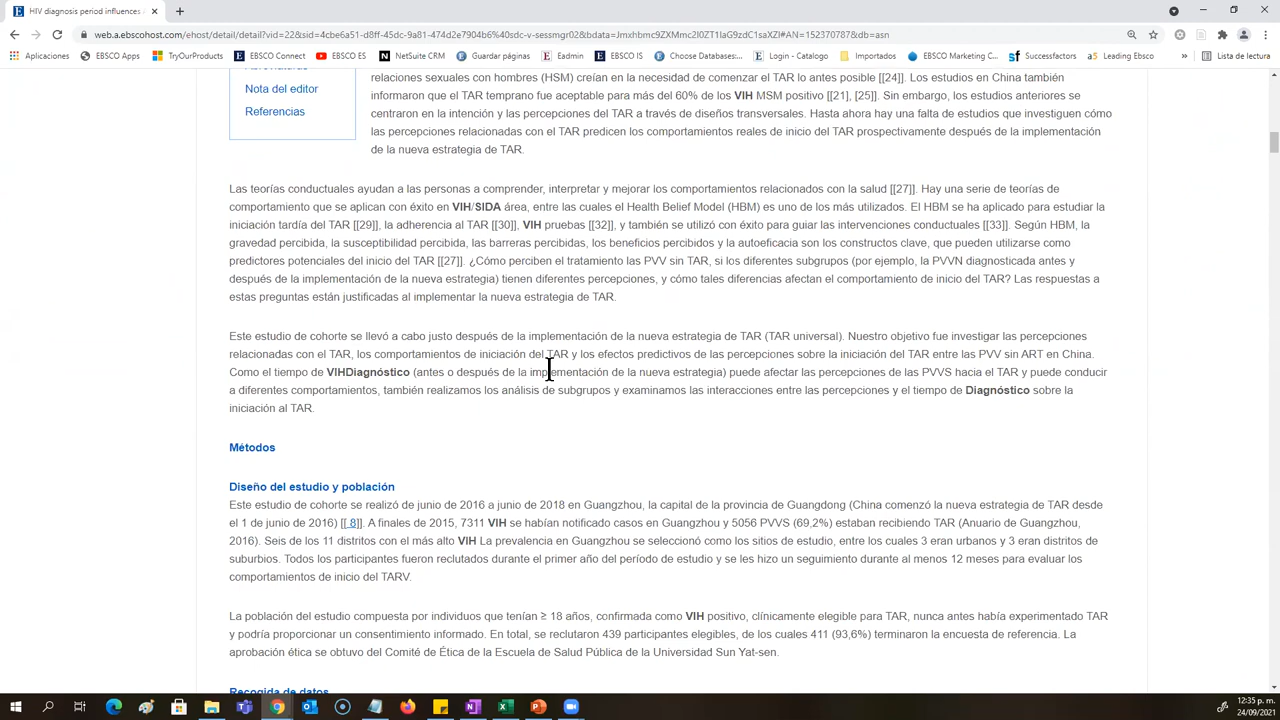 HIV diagnosis period influences
web.a.ebscohost.com/ehost/detail/detail?vid=22&sid=4cbe6a51-d8ff-45dc-9a81-474d2e7904b6%40sdc-v-sessmgr02&bdata=Jmxhbmc9ZXMmc2l0ZT1laG9zdC1saXZl#AN=152370787&db=asn
Aplicaciones EBSCO Apps TryOurProducts EBSCO Connect YouTube ES NetSuite CRM Guardar páginas Eadmin EBSCO IS Choose Databases:... Login - Catalogo Importados EBSCO Marketing C... Successfactors Leading Ebsco » Lista de lectura
Nota del editor
Referencias
relaciones sexuales con hombres (HSM) creían en la necesidad de comenzar el TAR lo antes posible [[24]. Los estudios en China también
informaron que el TAR temprano fue aceptable para más del 60% de los VIH MSM positivo [[21], [25]]. Sin embargo, los estudios anteriores se
centraron en la intención y las percepciones del TAR a través de diseños transversales. Hasta ahora hay una falta de estudios que investiguen cómo
las percepciones relacionadas con el TAR predicen los comportamientos reales de inicio del TAR prospectivamente después de la implementación
de la nueva estrategia de TAR.
Las teorías conductuales ayudan a las personas a comprender, interpretar y mejorar los comportamientos relacionados con la salud [[27]]. Hay una serie de teorías de
comportamiento que se aplican con éxito en VIH/SIDA área, entre las cuales el Health Belief Model (HBM) es uno de los más utilizados. El HBM se ha aplicado para estudiar la
iniciación tardía del TAR [[29]], la adherencia al TAR [[30]], VIH pruebas [[32]], y también se utilizó con éxito para guiar las intervenciones conductuales [[33]]. Según HBM, la
gravedad percibida, la susceptibilidad percibida, las barreras percibidas, los beneficios percibidos y la autoeficacia son los constructos clave, que pueden utilizarse como
predictores potenciales del inicio del TAR [[27]]. ¿Cómo perciben el tratamiento las PVV sin TAR, si los diferentes subgrupos (por ejemplo, la PVVN diagnosticada antes y
después de la implementación de la nueva estrategia) tienen diferentes percepciones, y cómo tales diferencias afectan el comportamiento de inicio del TAR? Las respuestas a
estas preguntas están justificadas al implementar la nueva estrategia de TAR.
Este estudio de cohorte se llevó a cabo justo después de la implementación de la nueva estrategia de TAR (TAR universal). Nuestro objetivo fue investigar las percepciones
relacionadas con el TAR, los comportamientos de iniciación del TAR y los efectos predictivos de las percepciones sobre la iniciación del TAR entre las PVV sin ART en China.
Como el tiempo de VIHDiagnóstico (antes o después de la implementación de la nueva estrategia) puede afectar las percepciones de las PVVS hacia el TAR y puede conducir
a diferentes comportamientos, también realizamos los análisis de subgrupos y examinamos las interacciones entre las percepciones y el tiempo de Diagnóstico sobre la
iniciación al TAR.
Métodos
Diseño del estudio y población
Este estudio de cohorte se realizó de junio de 2016 a junio de 2018 en Guangzhou, la capital de la provincia de Guangdong (China comenzó la nueva estrategia de TAR desde
el 1 de junio de 2016) [[ 8]]. A finales de 2015, 7311 VIH se habían notificado casos en Guangzhou y 5056 PVVS (69,2%) estaban recibiendo TAR (Anuario de Guangzhou,
2016). Seis de los 11 distritos con el más alto VIH La prevalencia en Guangzhou se seleccionó como los sitios de estudio, entre los cuales 3 eran urbanos y 3 eran distritos de
suburbios. Todos los participantes fueron reclutados durante el primer año del período de estudio y se les hizo un seguimiento durante al menos 12 meses para evaluar los
comportamientos de inicio del TARV.
La población del estudio compuesta por individuos que tenían ≥ 18 años, confirmada como VIH positivo, clínicamente elegible para TAR, nunca antes había experimentado TAR
y podría proporcionar un consentimiento informado. En total, se reclutaron 439 participantes elegibles, de los cuales 411 (93,6%) terminaron la encuesta de referencia. La
aprobación ética se obtuvo del Comité de Ética de la Escuela de Salud Pública de la Universidad Sun Yat-sen.
Recogida de datos
12:35 p. m.
24/09/2021